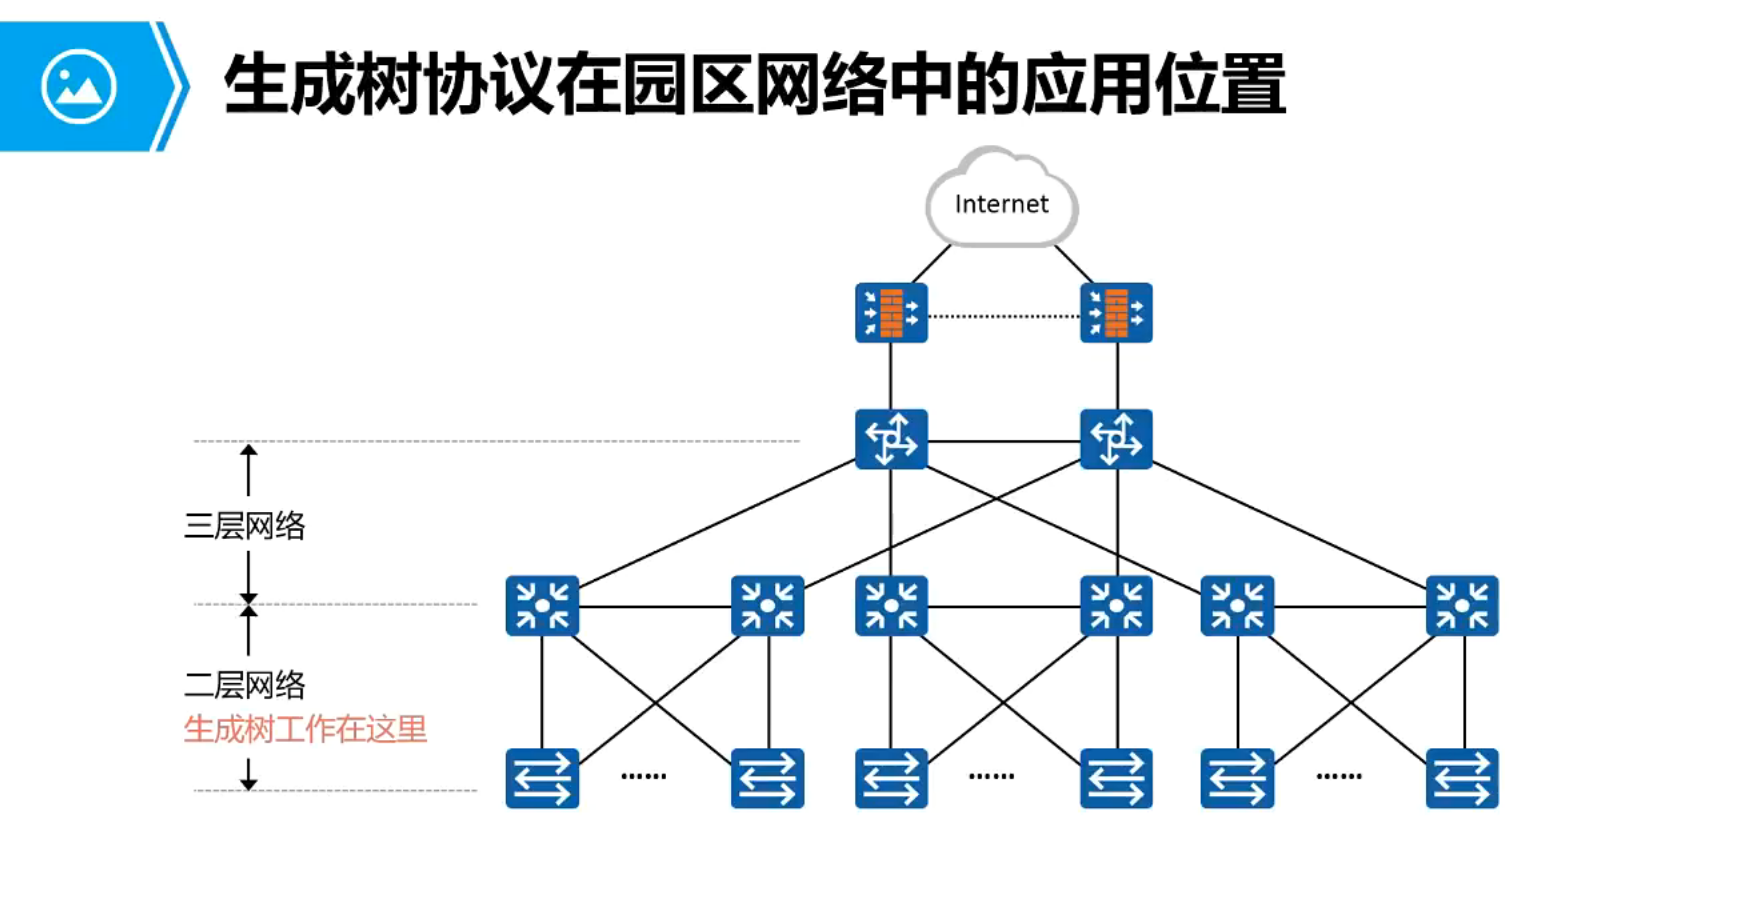 生成树协议在园区网络中的应用位置
Internet
三层网络
二层网络
生成树工作在这里
...... ...... ......